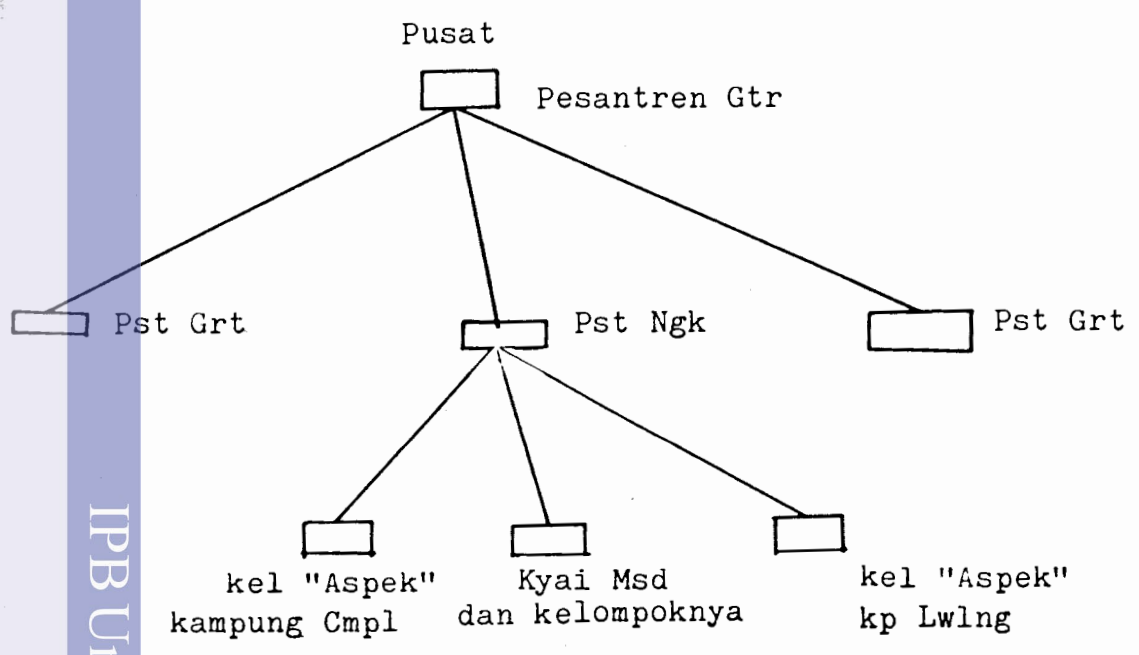 Pusat
Pesantren Gtr
Pst Grt
Pst Ngk
Pst Grt
kel "Aspek"
kampung Cmpl
Kyai Msd
dan kelompoknya
kel "Aspek"
kp Lwlng
IPB U